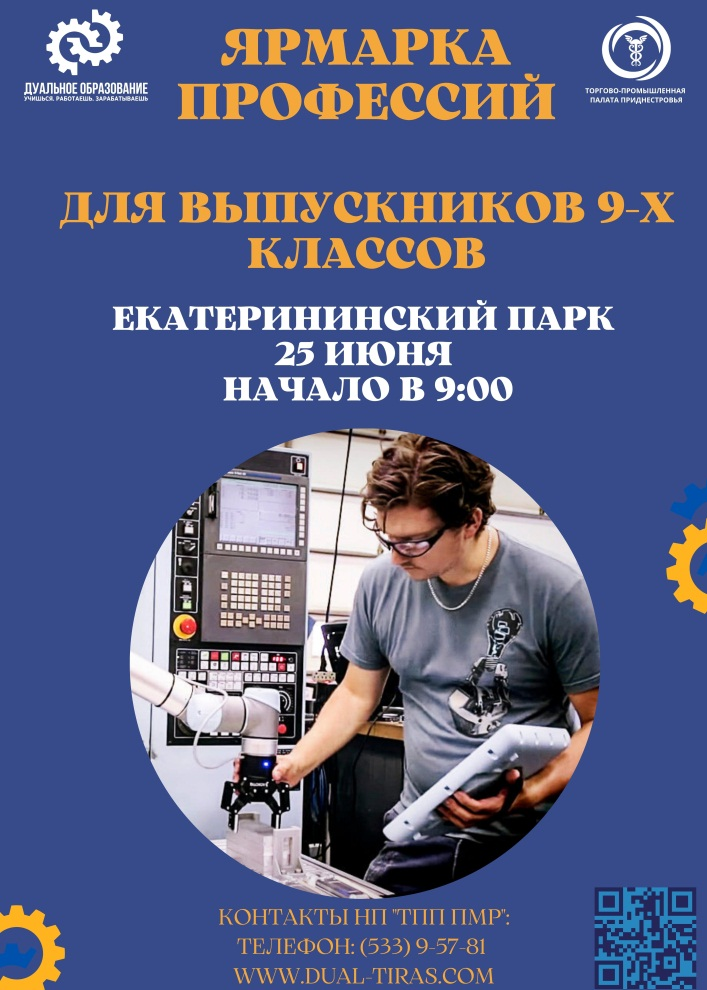 ДУАЛЬНОЕ ОБРАЗОВАНИЕ
УЧИШЬСЯ. РАБОТАЕШЬ. ЗАРАБАТЫВАЕШЬ
ЯРМАРКА
ПРОФЕССИЙ
ТОРГОВО-ПРОМЫШЛЕННАЯ
ПАЛАТА ПРИДНЕСТРОВЬЯ
ДЛЯ ВЫПУСКНИКОВ 9-Х
КЛАССОВ
ЕКАТЕРИНИНСКИЙ ПАРК
25 ИЮНЯ
НАЧАЛО В 9:00
КОНТАКТЫ НП "ТПП ПМР":
ТЕЛЕФОН: (533) 9-57-81
WWW.DUAL-TIRAS.COM